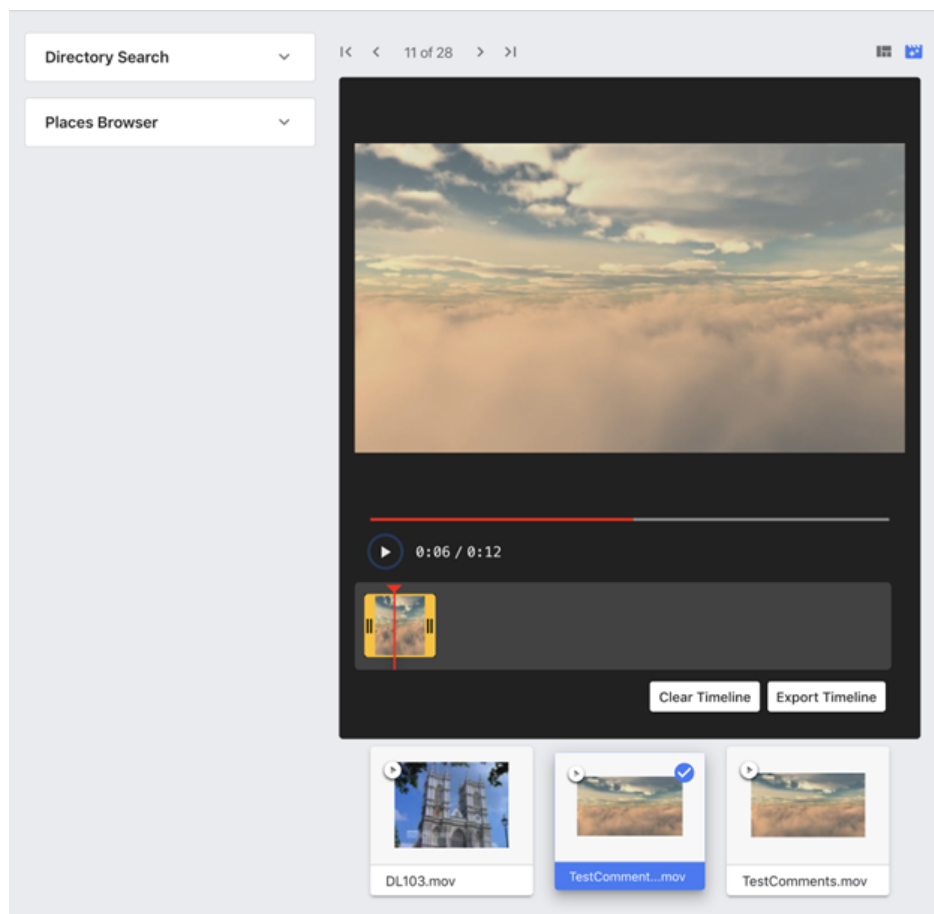 Directory Search
Places Browser
11 of 28
0:06 / 0:12
Clear Timeline
Export Timeline
DL103.mov
TestComment...mov
TestComments.mov